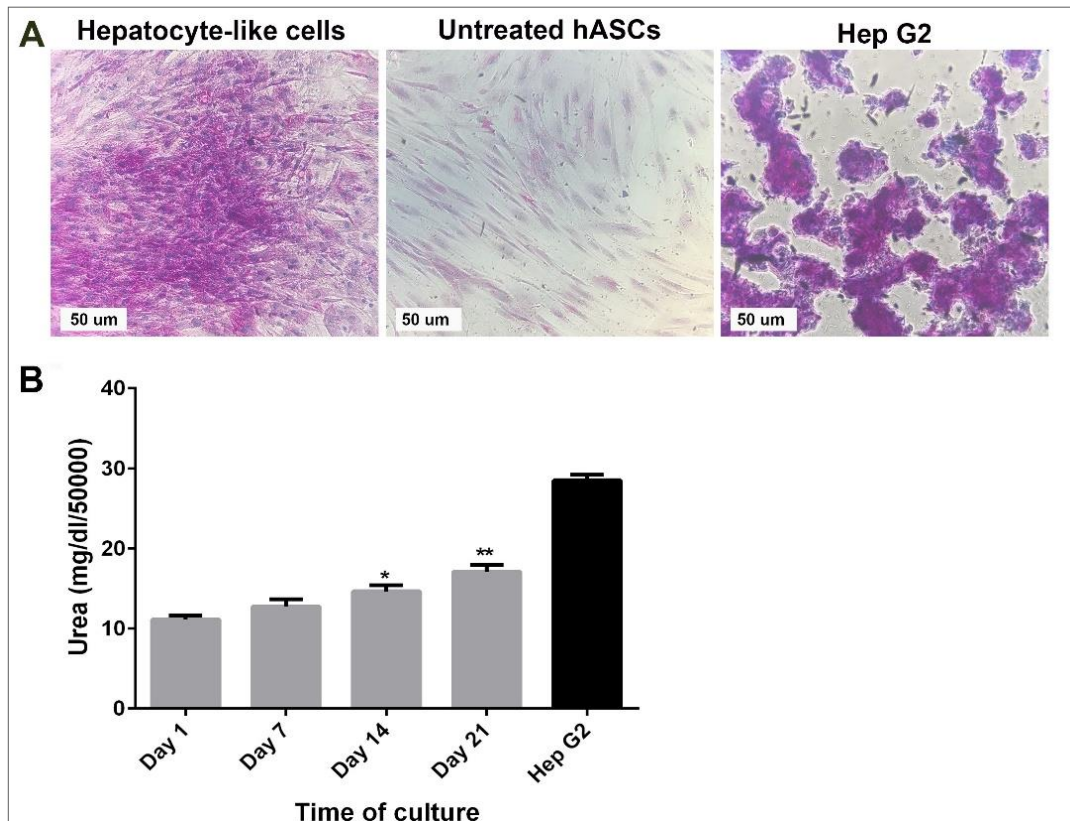 A
Hepatocyte-like cells
Untreated hASCs
Hep G2
50 um
50 um
50 um
B
Urea (mg/dl/50000)
40
30
20
10
0
*
**
Day 1
Day 7
Day 14
Day 21
Hep G2
Time of culture